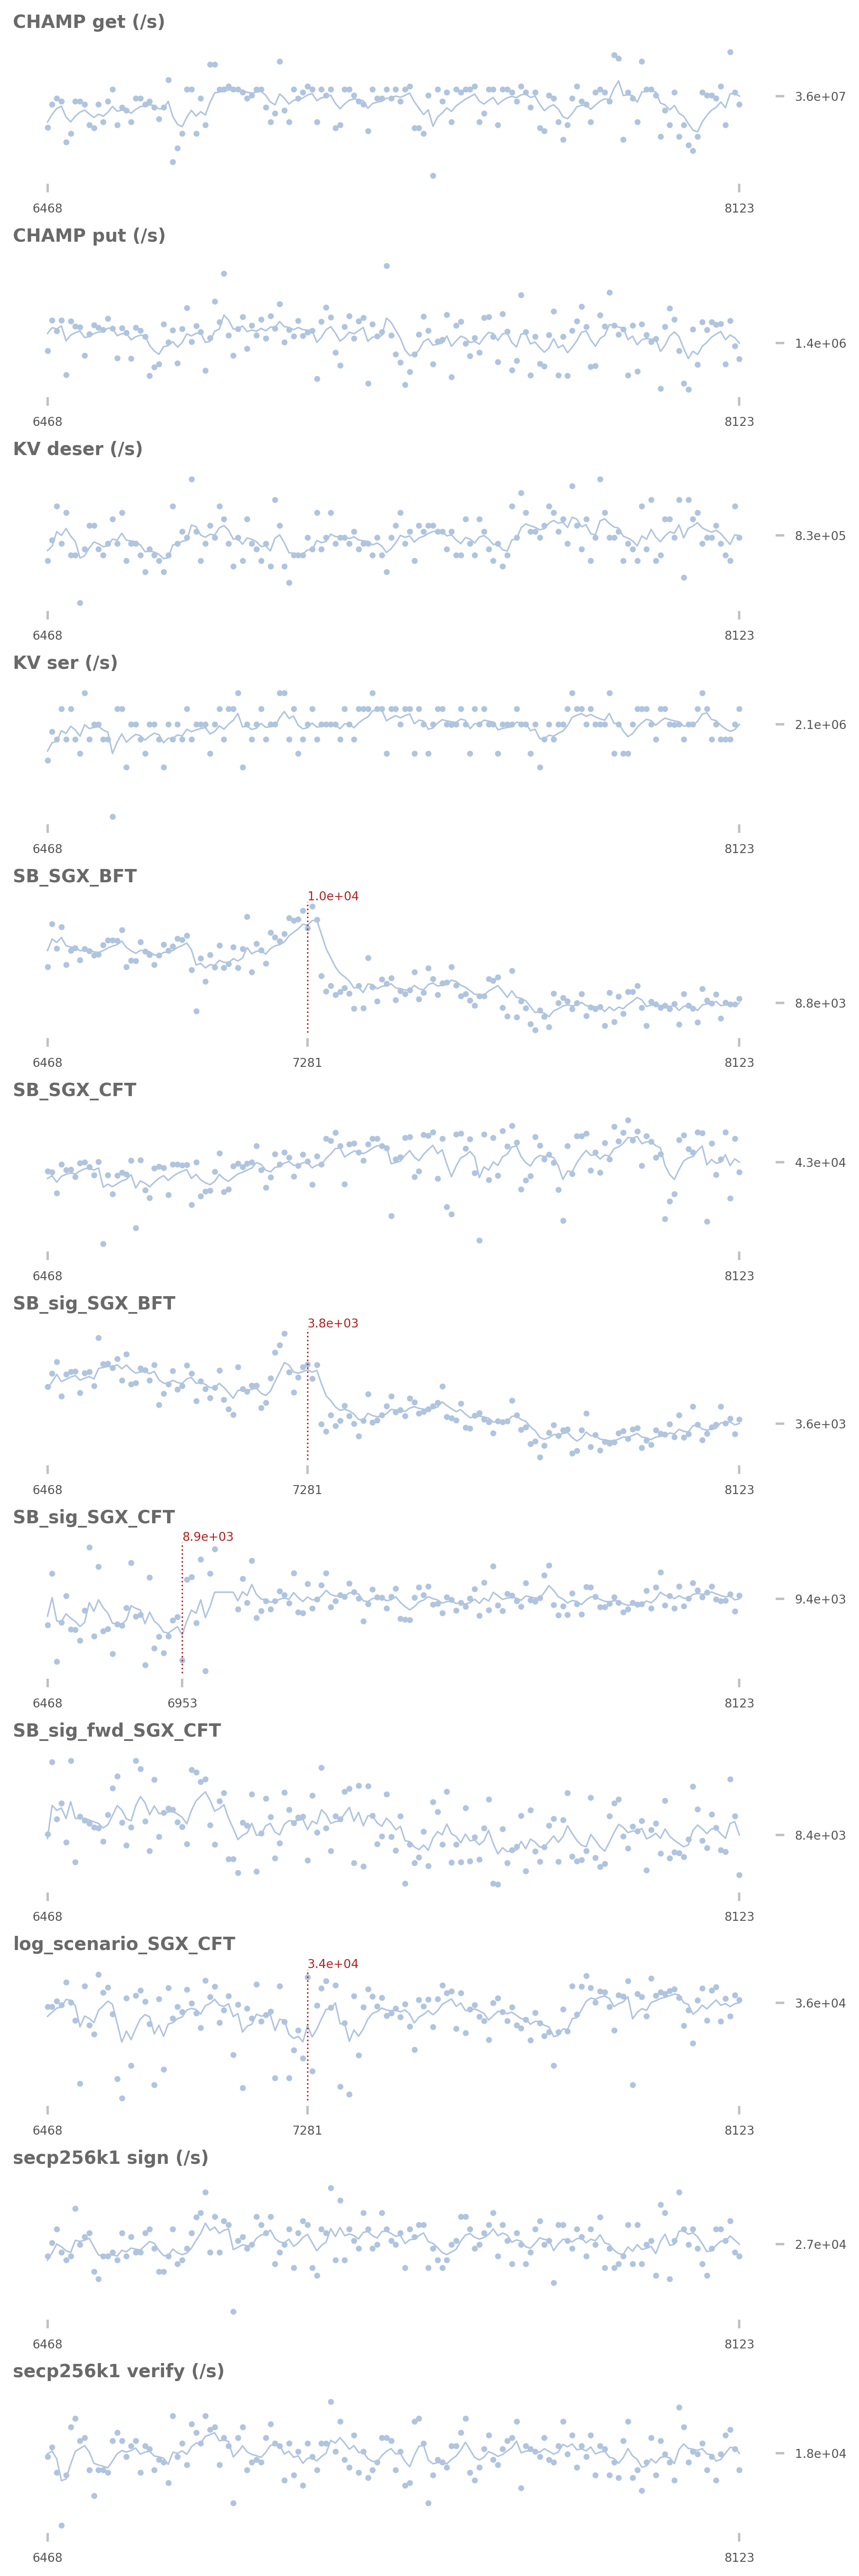 CHAMP get (/s)
3.6e+07
6468 8123
CHAMP put (/s)
1.4e+06
6468 8123
KV deser (/s)
8.3e+05
6468 8123
KV ser (/s)
2.1e+06
6468 8123
SB_SGX_BFT
1.0e+04
8.8e+03
6468 7281 8123
SB_SGX_CFT
4.3e+04
6468 8123
SB_sig_SGX_BFT
3.8e+03
3.6e+03
6468 7281 8123
SB_sig_SGX_CFT
8.9e+03
9.4e+03
6468 6953 8123
SB_sig_fwd_SGX_CFT
8.4e+03
6468 8123
log_scenario_SGX_CFT
3.4e+04
3.6e+04
6468 7281 8123
secp256k1 sign (/s)
2.7e+04
6468 8123
secp256k1 verify (/s)
1.8e+04
6468 8123